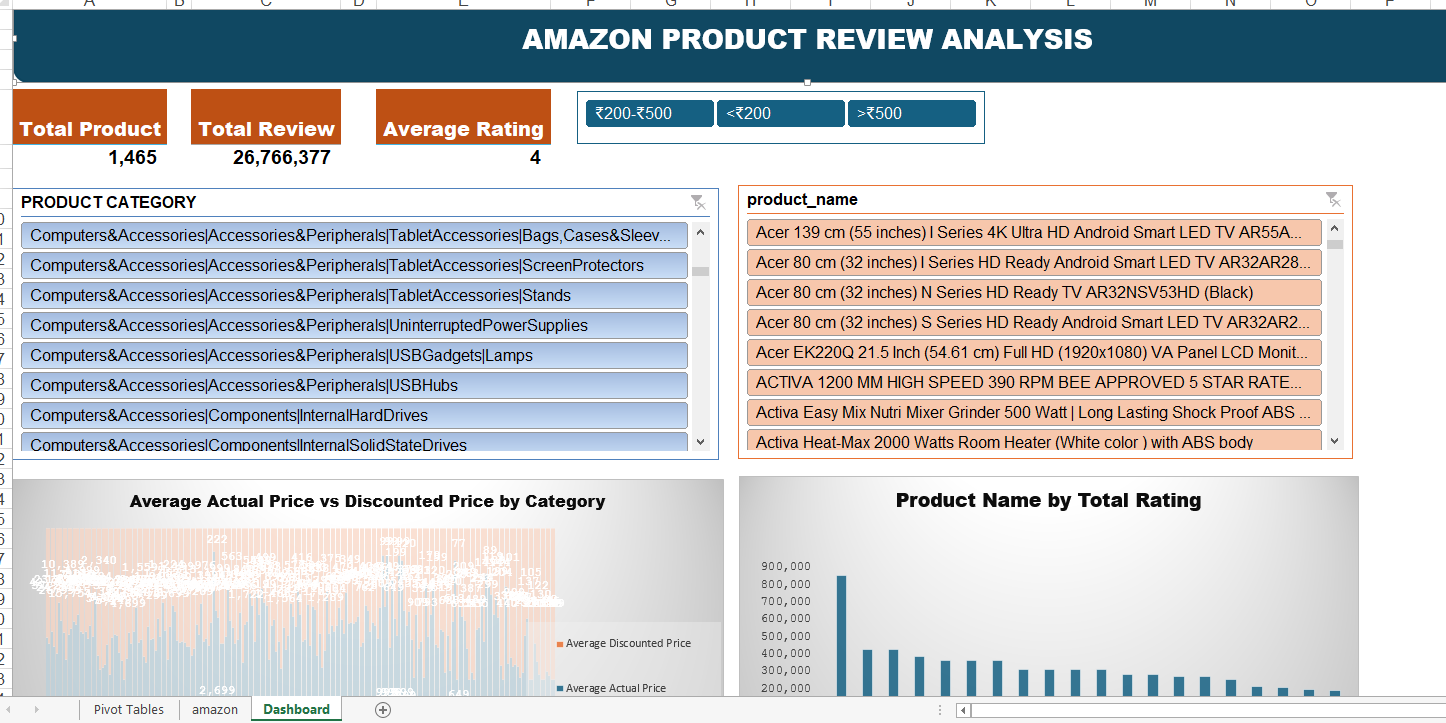 AMAZON PRODUCT REVIEW ANALYSIS
Total Product
Total Review
Average Rating
1,465
26,766,377
4
₹200-₹500
<₹200
>₹500
PRODUCT CATEGORY
Computers&Accessories|Accessories&Peripherals|TabletAccessories|Bags,Cases&Sleev...
Computers&Accessories|Accessories&Peripherals|TabletAccessories|ScreenProtectors
Computers&Accessories|Accessories&Peripherals|TabletAccessories|Stands
Computers&Accessories|Accessories&Peripherals|UninterruptedPowerSupplies
Computers&Accessories|Accessories&Peripherals|USBGadgets|Lamps
Computers&Accessories|Accessories&Peripherals|USBHubs
Computers&Accessories|Components|InternalHardDrives
Computers&Accessories|Components|InternalSolidStateDrives
product_name
Acer 139 cm (55 inches) I Series 4K Ultra HD Android Smart LED TV AR55A...
Acer 80 cm (32 inches) I Series HD Ready Android Smart LED TV AR32AR28...
Acer 80 cm (32 inches) N Series HD Ready TV AR32NSV53HD (Black)
Acer 80 cm (32 inches) S Series HD Ready Android Smart LED TV AR32AR2...
Acer EK220Q 21.5 Inch (54.61 cm) Full HD (1920x1080) VA Panel LCD Monit...
ACTIVA 1200 MM HIGH SPEED 390 RPM BEE APPROVED 5 STAR RATE...
Activa Easy Mix Nutri Mixer Grinder 500 Watt | Long Lasting Shock Proof ABS ...
Activa Heat-Max 2000 Watts Room Heater (White color ) with ABS body
Average Actual Price vs Discounted Price by Category
222
10,389
2,340
77
105
2,699
649
Average Discounted Price
Average Actual Price
Product Name by Total Rating
900,000
800,000
700,000
600,000
500,000
400,000
300,000
200,000
Pivot Tables
amazon
Dashboard